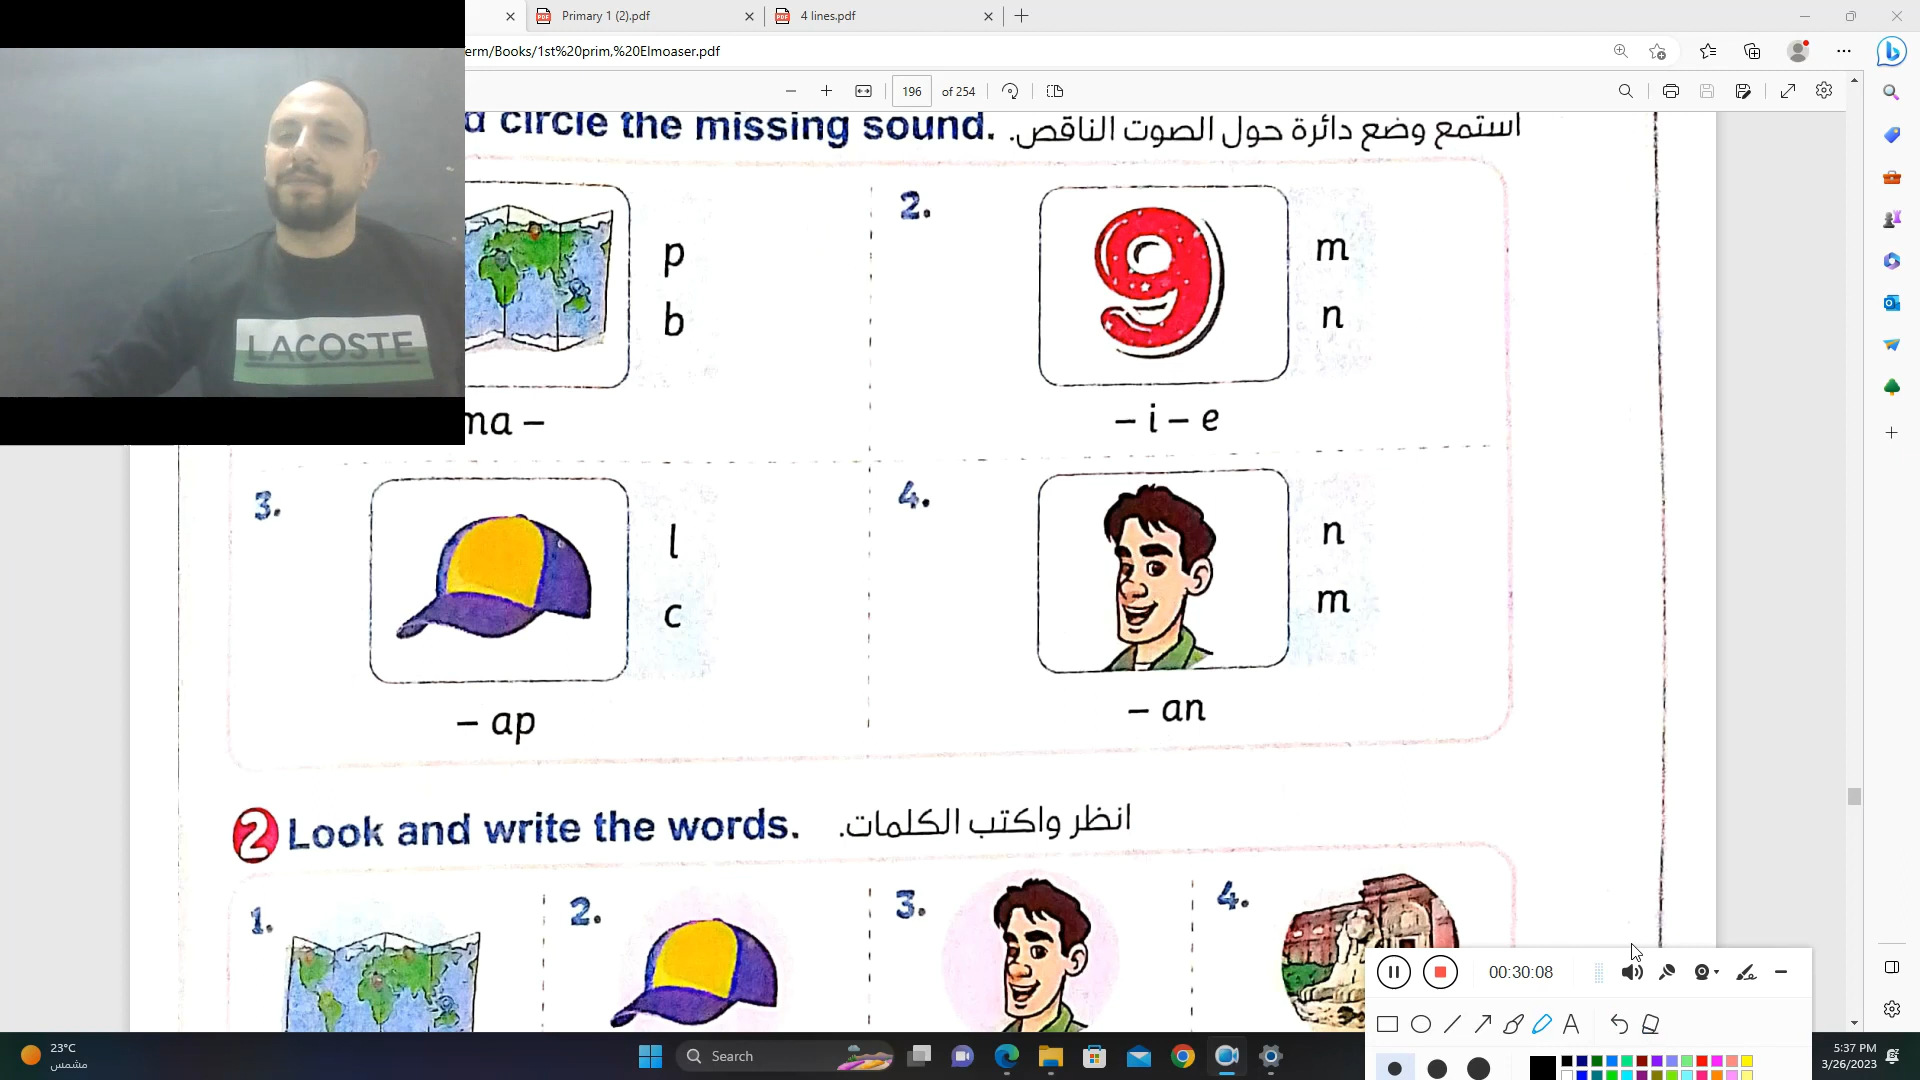 Primary 1 (2).pdf
4 lines.pdf
erm/Books/1st%20prim,%20Elmoaser.pdf
196 of 254
circle the missing sound.
استمع وضع دائرة حول الصوت الناقص.
p
b
ma –
2.
m
n
– i – e
3.
l
c
– ap
4.
n
m
– an
LACOSTE
2 Look and write the words.
انظر واكتب الكلمات.
1.
2.
3.
4.
00:30:08
23°C
مشمس
Search
5:37 PM
3/26/2023